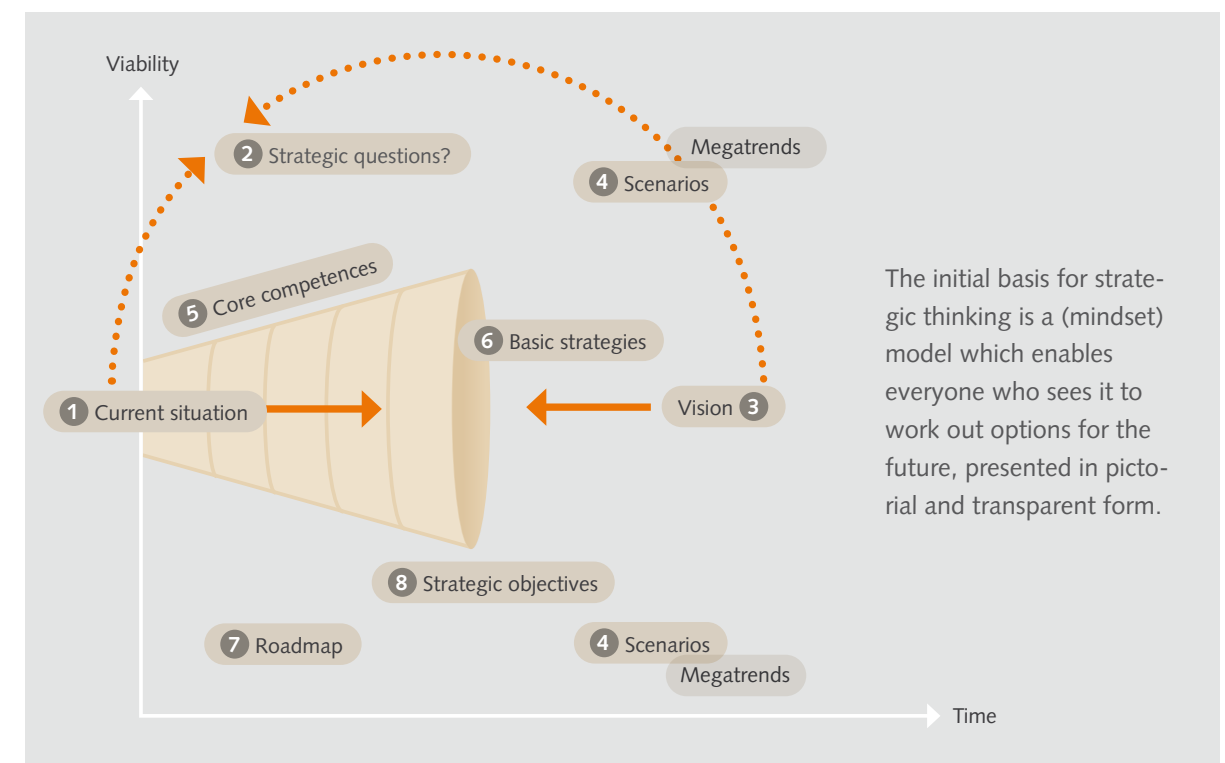 Viability
2 Strategic questions?
Megatrends
4 Scenarios
5 Core competences
6 Basic strategies
1 Current situation
Vision 3
The initial basis for strate-
gic thinking is a (mindset)
model which enables
everyone who sees it to
work out options for the
future, presented in picto-
rial and transparent form.
8 Strategic objectives
7 Roadmap
4 Scenarios
Megatrends
Time